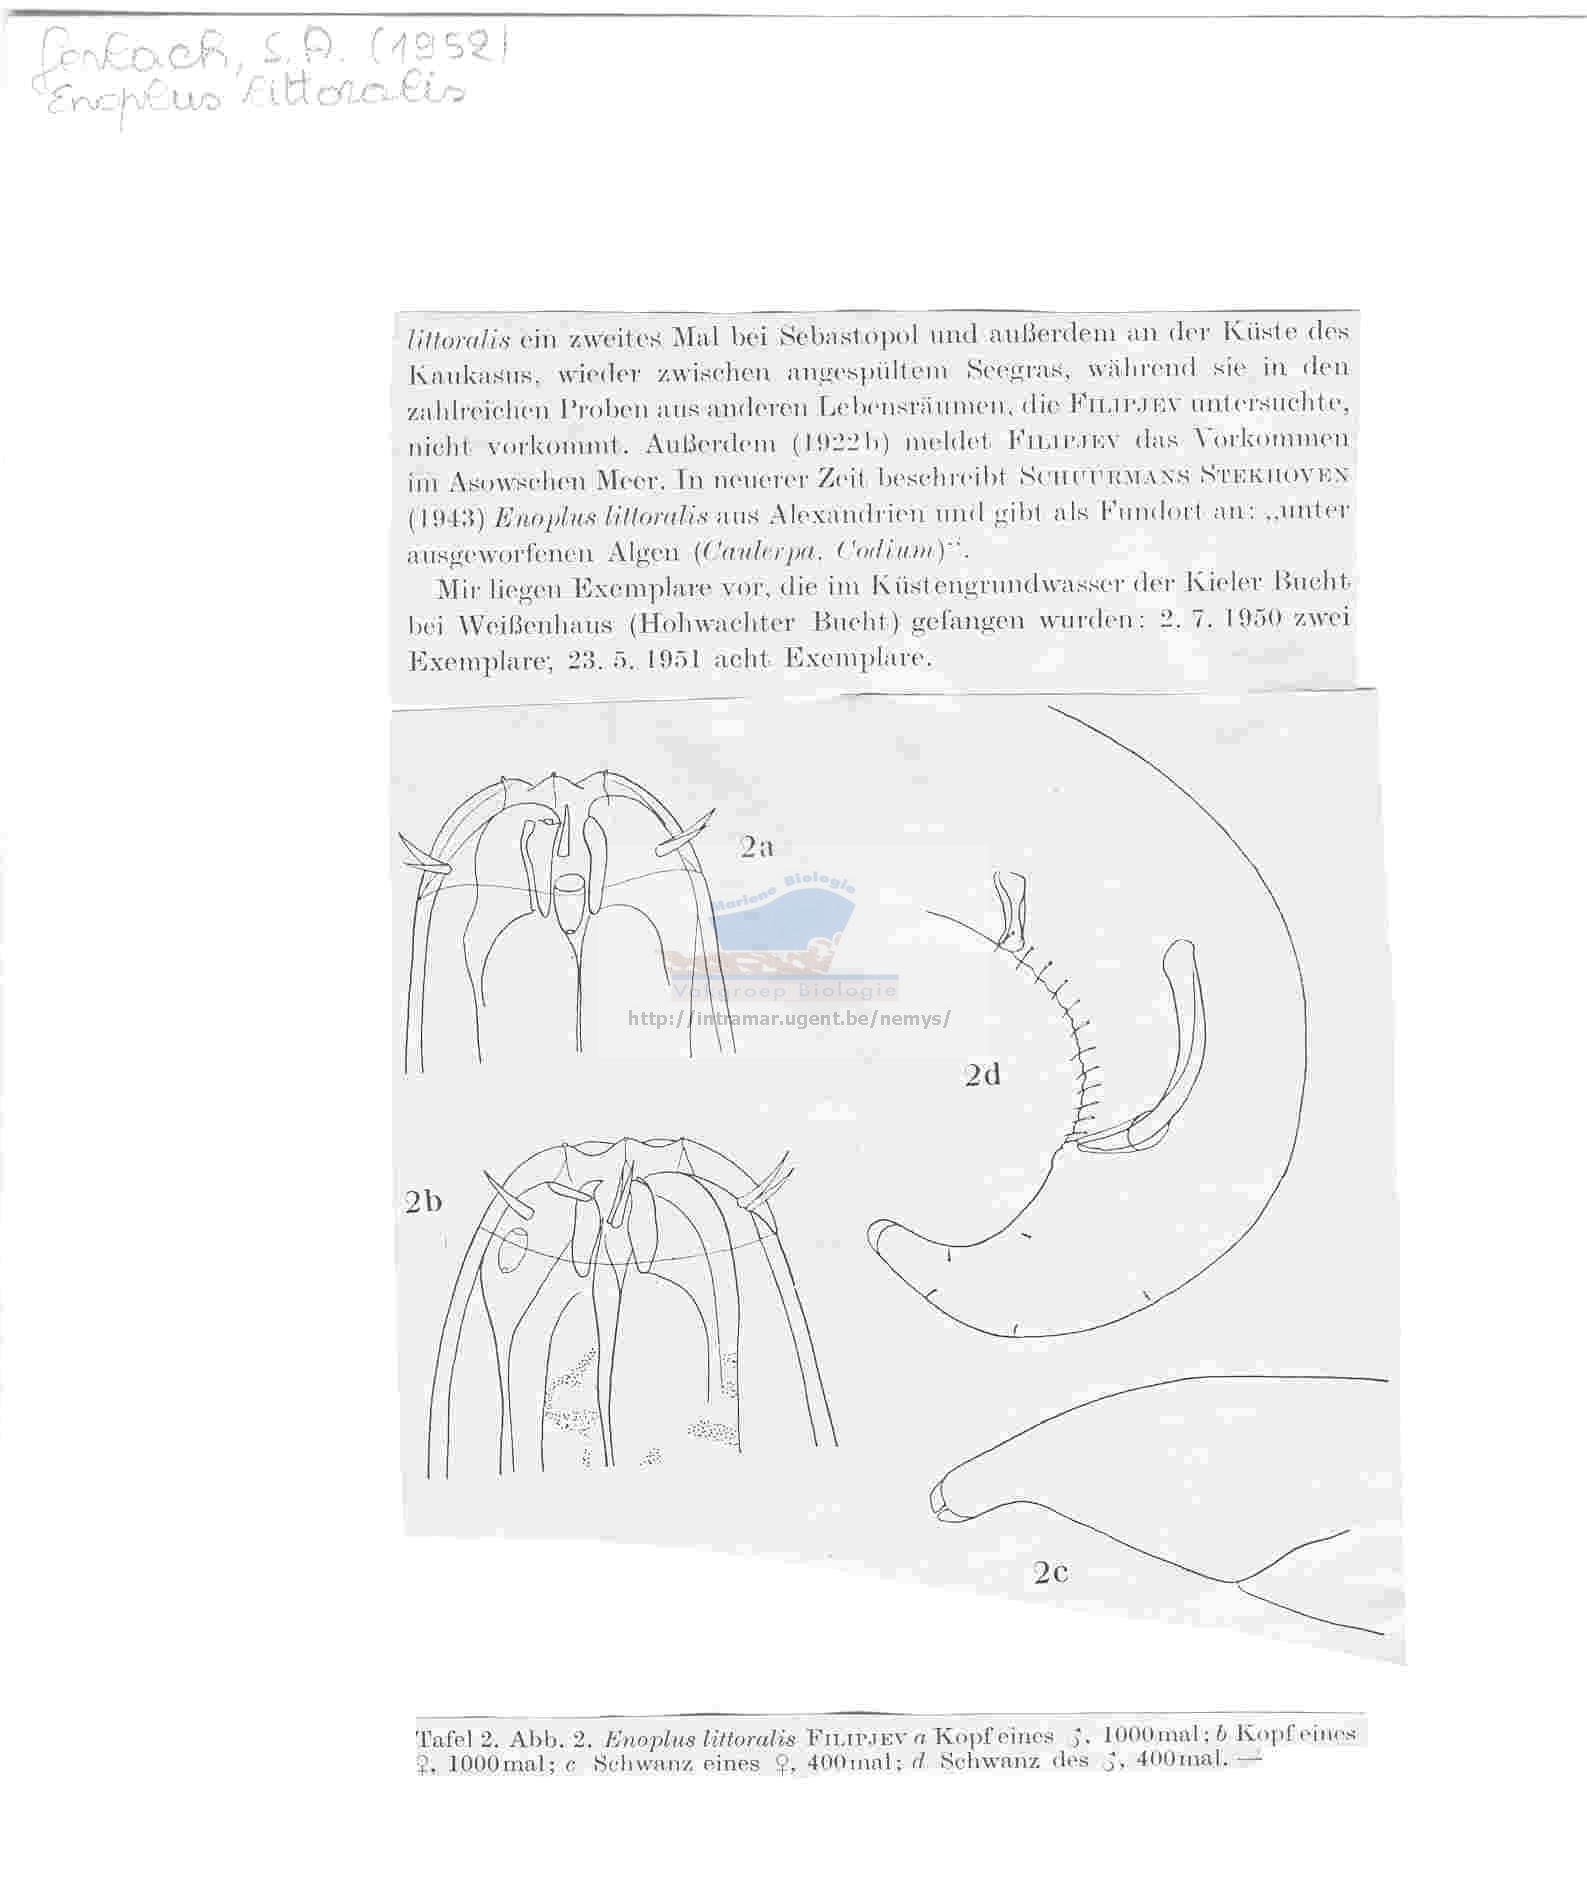 Gerlach, S.A. (1952)
Enoplus littoralis
littoralis ein zweites Mal bei Sebastopol und außerdem an der Küste des
Kaukasus, wieder zwischen angespültem Seegras, während sie in den
zahlreichen Proben aus anderen Lebensräumen, die FILIPJEV untersuchte,
nicht vorkommt. Außerdem (1922b) meldet FILIPJEV das Vorkommen
im Asowschen Meer. In neuerer Zeit beschreibt SCHUURMANS STEKHOVEN
(1943) Enoplus littoralis aus Alexandrien und gibt als Fundort an: „unter
ausgeworfenen Algen (Caulerpa, Codium)“.
Mir liegen Exemplare vor, die im Küstengrundwasser der Kieler Bucht
bei Weißenhaus (Hohwachter Bucht) gefangen wurden: 2. 7. 1950 zwei
Exemplare; 23. 5. 1951 acht Exemplare.
2a
Mariene Biologie
Vakgroep Biologie
http://intramar.ugent.be/nemys/
2d
2b
2c
Tafel 2. Abb. 2. Enoplus littoralis FILIPJEV a Kopf eines ♂, 1000mal; b Kopf eines
♀, 1000mal; c Schwanz eines ♀, 400mal; d Schwanz des ♂, 400mal. —